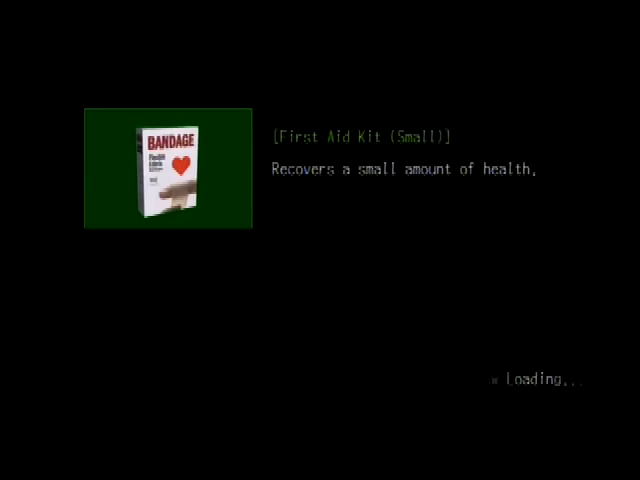 BANDAGE
[First Aid Kit (Small)]
Recovers a small amount of health.
Loading...